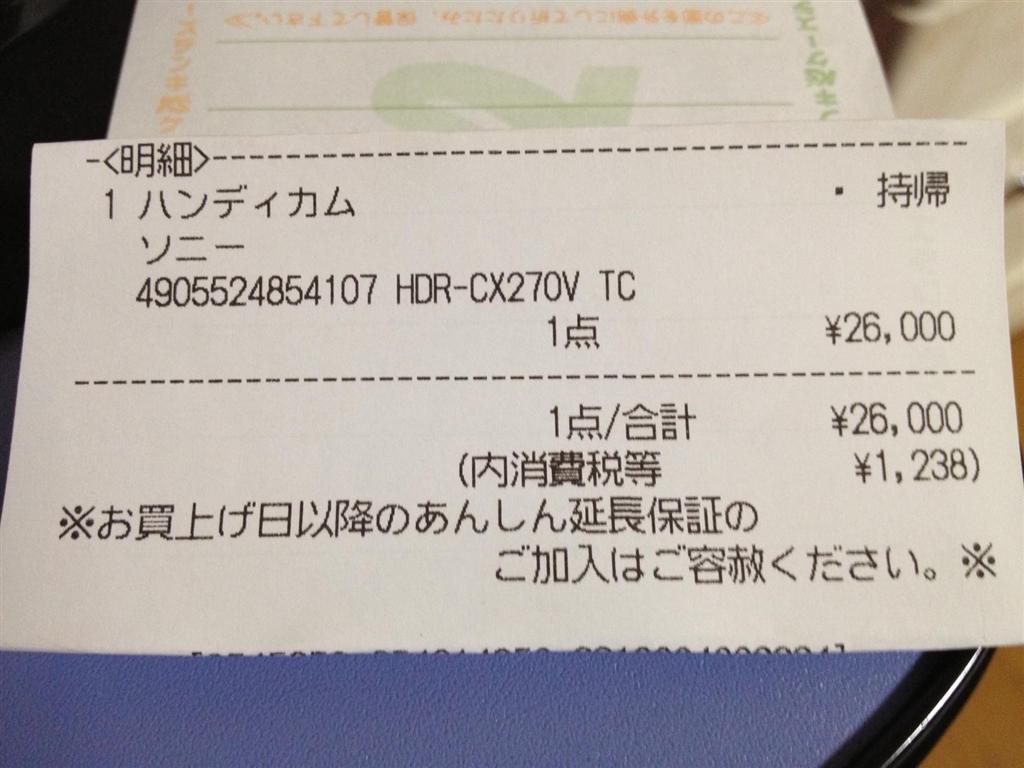 -<明細>-----------------------------------------------
1 ハンディカム ・ 持帰
ソニー
4905524854107 HDR-CX270V TC
1点 ¥26,000
-------------------------------------------------------
1点/合計 ¥26,000
(内消費税等 ¥1,238)
※お買上げ日以降のあんしん延長保証の
ご加入はご容赦ください。※